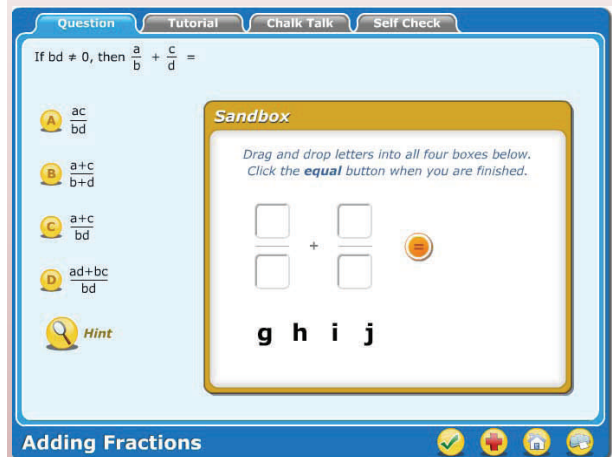 Question Tutorial Chalk Talk Self Check
If bd ≠ 0, then a/b + c/d =
A ac/bd
B a+c/b+d
C a+c/bd
D ad+bc/bd
Hint
Sandbox
Drag and drop letters into all four boxes below.
Click the equal button when you are finished.
+ =
g h i j
Adding Fractions